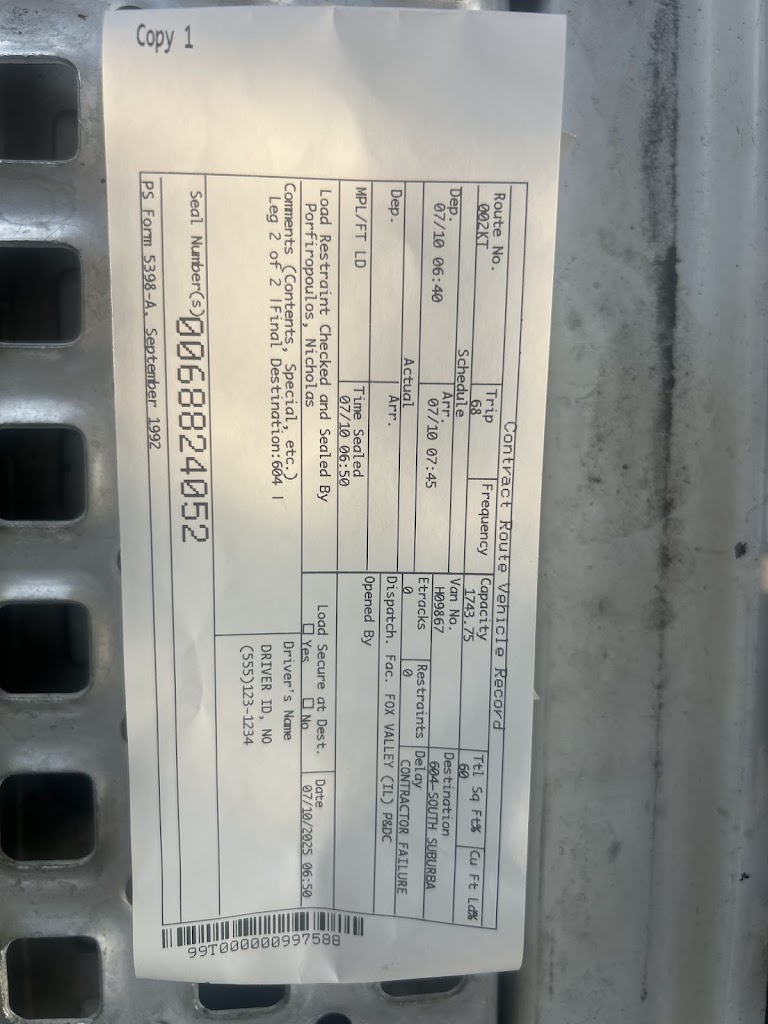 Copy 1
Contract Route Vehicle Record
Route No. Trip Frequency Capacity Ttl Sq Ft% Cu Ft Ld%
002KT 68 1743.75 60
Schedule Van No. Destination
Dep. Arr. H09867 604-SOUTH SUBURBA
07/10 06:40 07/10 07:45 Etracks Restraints Delay
Actual 0 0 CONTRACTOR FAILURE
Dep. Arr. Dispatch. Fac. FOX VALLEY (IL) P&DC
MPL/FT LD Time Sealed Opened By
07/10 06:50
Load Restraint Checked and Sealed By Load Secure at Dest. Date
Porfiropoulos, Nicholas Yes No 07/10/2025 06:50
Comments (Contents, Special, etc.) Driver's Name
Leg 2 of 2 |Final Destination:604 | DRIVER ID, NO
(555)123-1234
Seal Number(s) 0068824052
PS Form 5398-A, September 1992
99T000000997588